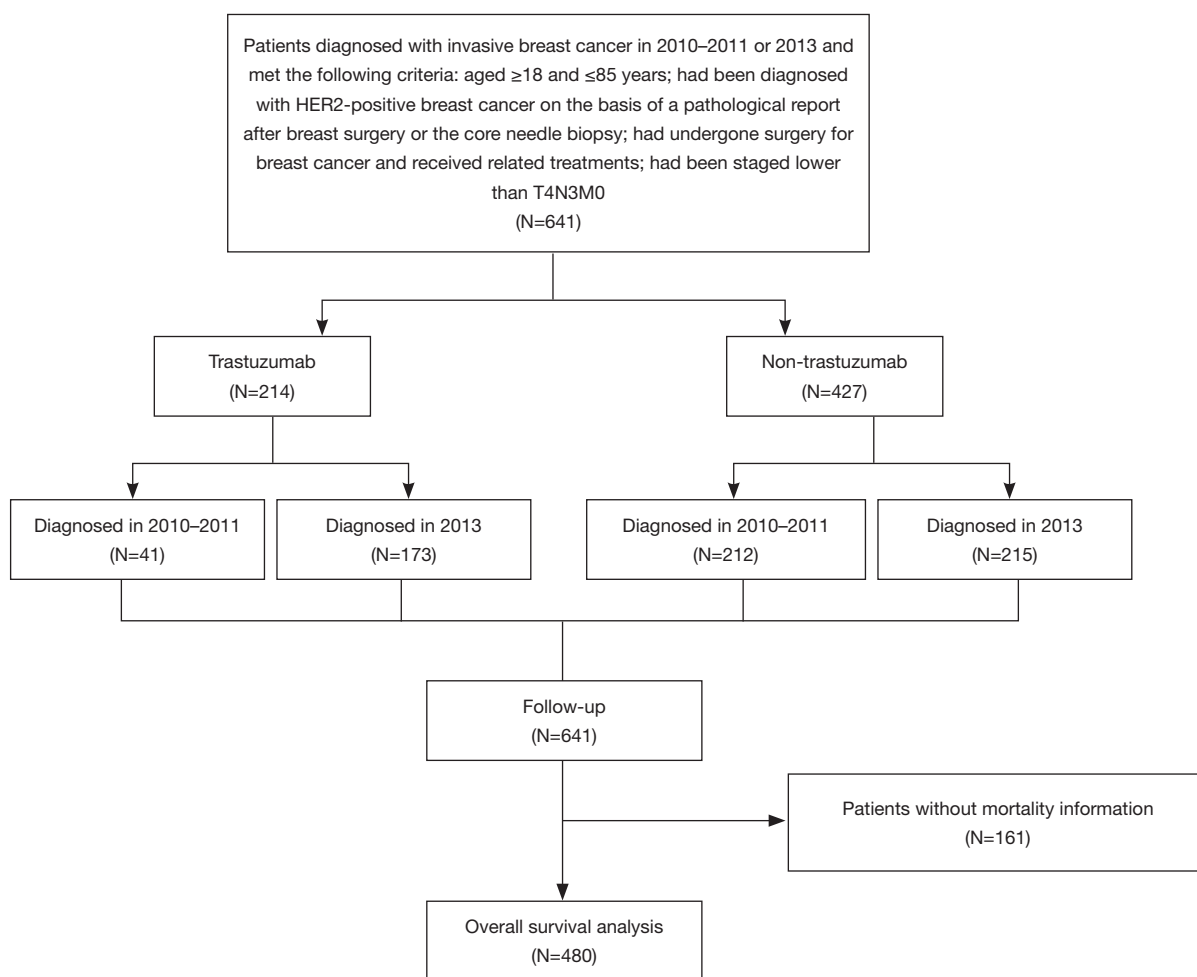 Patients diagnosed with invasive breast cancer in 2010–2011 or 2013 and
met the following criteria: aged ≥18 and ≤85 years; had been diagnosed
with HER2-positive breast cancer on the basis of a pathological report
after breast surgery or the core needle biopsy; had undergone surgery for
breast cancer and received related treatments; had been staged lower
than T4N3M0
(N=641)
Trastuzumab
(N=214)
Non-trastuzumab
(N=427)
Diagnosed in 2010–2011
(N=41)
Diagnosed in 2013
(N=173)
Diagnosed in 2010–2011
(N=212)
Diagnosed in 2013
(N=215)
Follow-up
(N=641)
Patients without mortality information
(N=161)
Overall survival analysis
(N=480)